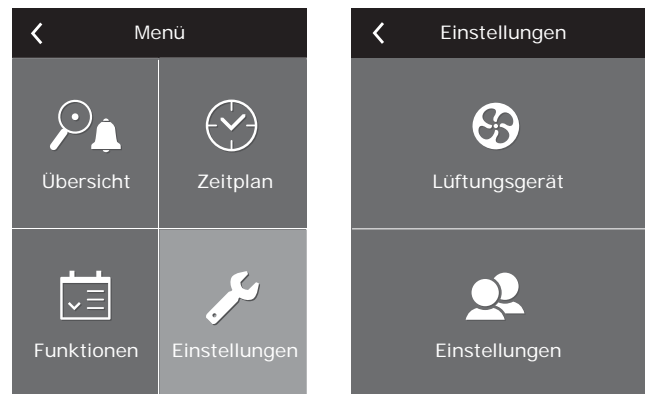 Menü
Übersicht
Zeitplan
Funktionen
Einstellungen
Einstellungen
Lüftungsgerät
Einstellungen